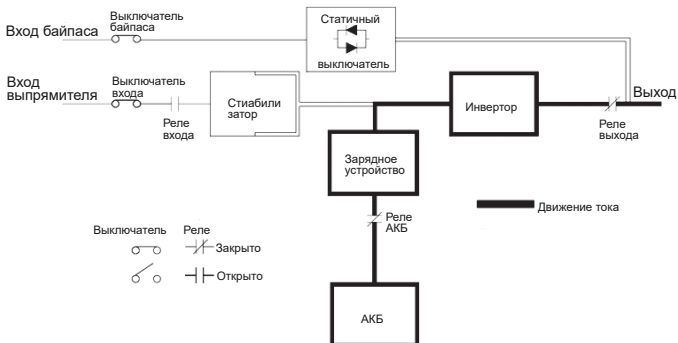 Вход байпаса
Выключатель
байпаса
Статичный
выключатель
Вход
выпрямителя
Выключатель
входа
Реле
входа
Стиабили
затор
Инвертор
Выход
Реле
выхода
Зарядное
устройство
Реле
АКБ
Движение тока
Выключатель
Реле
Закрыто
Открыто
АКБ